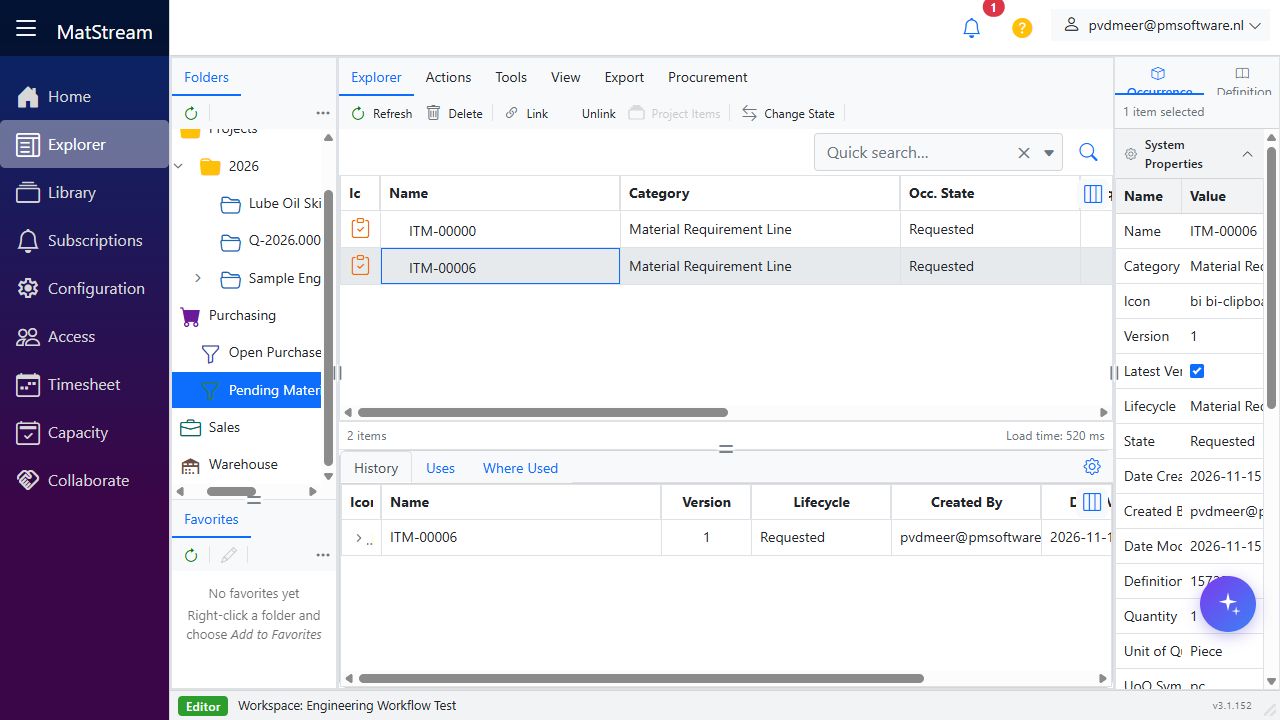 MatStream
1
?
pvdmeer@pmsoftware.nl
Home
Explorer
Library
Subscriptions
Configuration
Access
Timesheet
Capacity
Collaborate
Folders
Projects
2026
Lube Oil Ski
Q-2026.000
Sample Eng
Purchasing
Open Purchase
Pending Mater
Sales
Warehouse
Favorites
No favorites yet
Right-click a folder and
choose Add to Favorites
Explorer Actions Tools View Export Procurement
Refresh Delete Link Unlink Project Items Change State
Quick search...
Ic Name Category Occ. State
ITM-00000 Material Requirement Line Requested
ITM-00006 Material Requirement Line Requested
2 items Load time: 520 ms
History Uses Where Used
Icor Name Version Lifecycle Created By D
ITM-00006 1 Requested pvdmeer@pmsoftware 2026-11-1
Occurrence Definition
1 item selected
System
Properties
Name Value
Name ITM-00006
Category Material Rec
Icon bi bi-clipboa
Version 1
Latest Ver
Lifecycle Material Rec
State Requested
Date Crea 2026-11-15
Created B pvdmeer@p
Date Moc 2026-11-15
Definition 157
Quantity 1
Unit of Qu Piece
UoQ Sym pc
Editor Workspace: Engineering Workflow Test v3.1.152